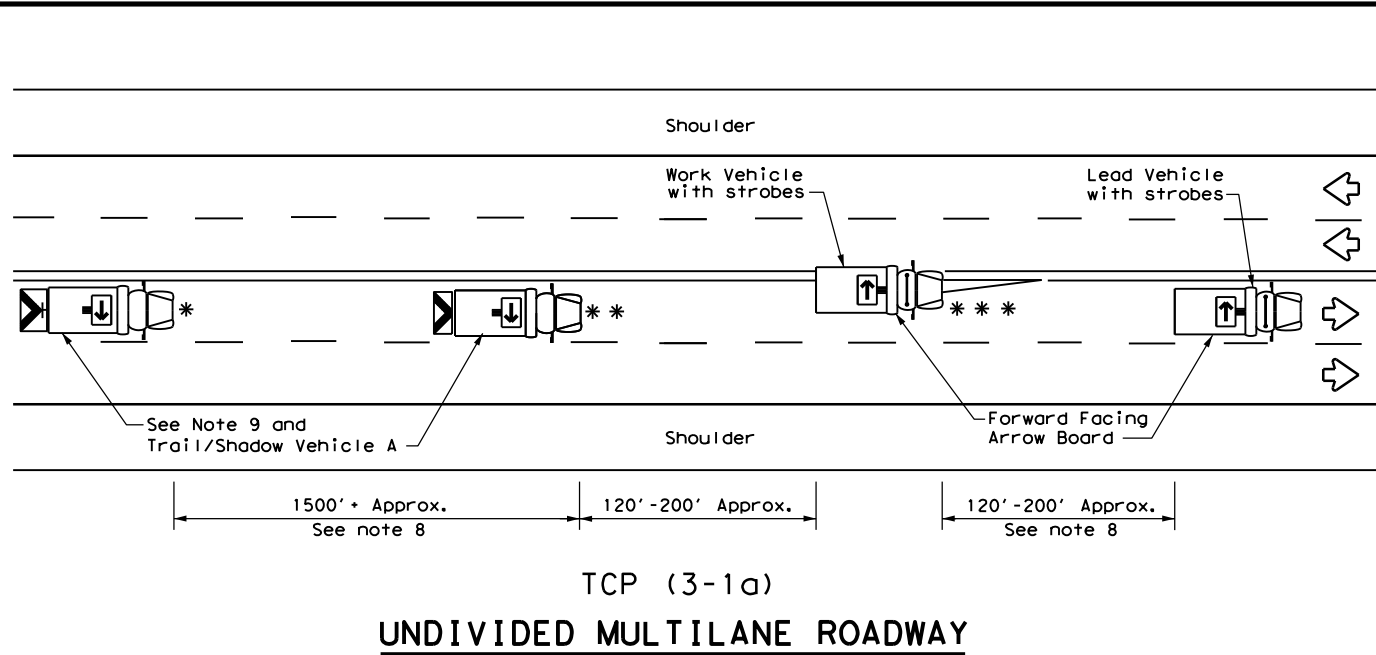 Shoulder
Work Vehicle
with strobes
Lead Vehicle
with strobes
*
* *
* * *
See Note 9 and
Trail/Shadow Vehicle A
Shoulder
Forward Facing
Arrow Board
1500'+ Approx.
See note 8
120'-200' Approx.
120'-200' Approx.
See note 8
TCP (3-1a)
UNDIVIDED MULTILANE ROADWAY